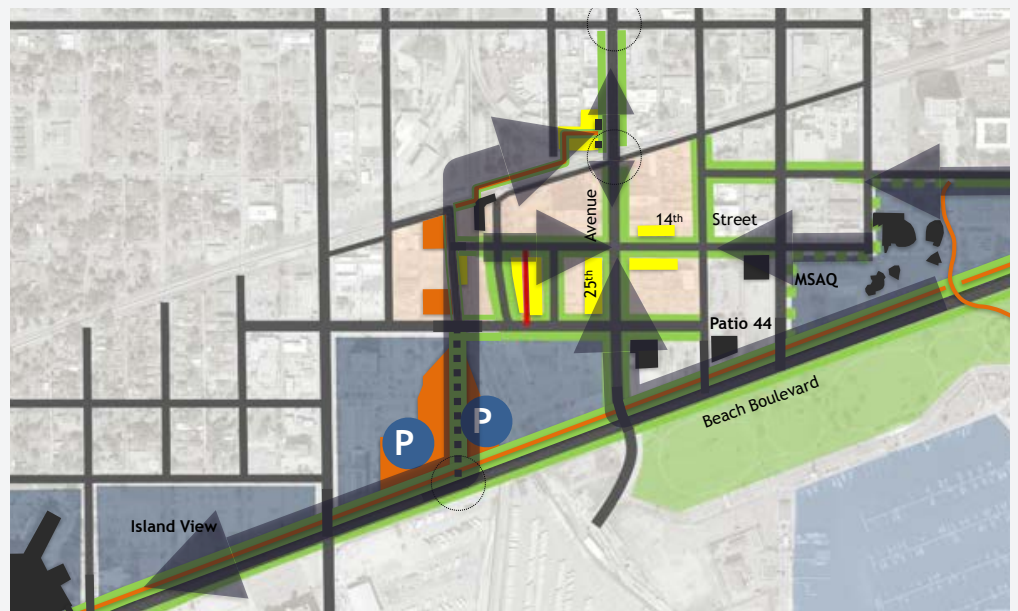 Avenue
14th
Street
25th
MSAQ
Patio 44
Beach Boulevard
P
P
Island View